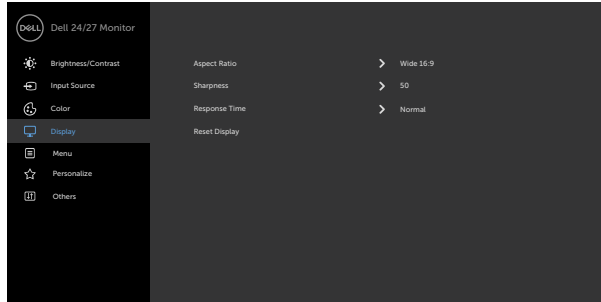 DELL Dell 24/27 Monitor
Brightness/Contrast
Input Source
Color
Display
Menu
Personalize
Others
Aspect Ratio Wide 16:9
Sharpness 50
Response Time Normal
Reset Display